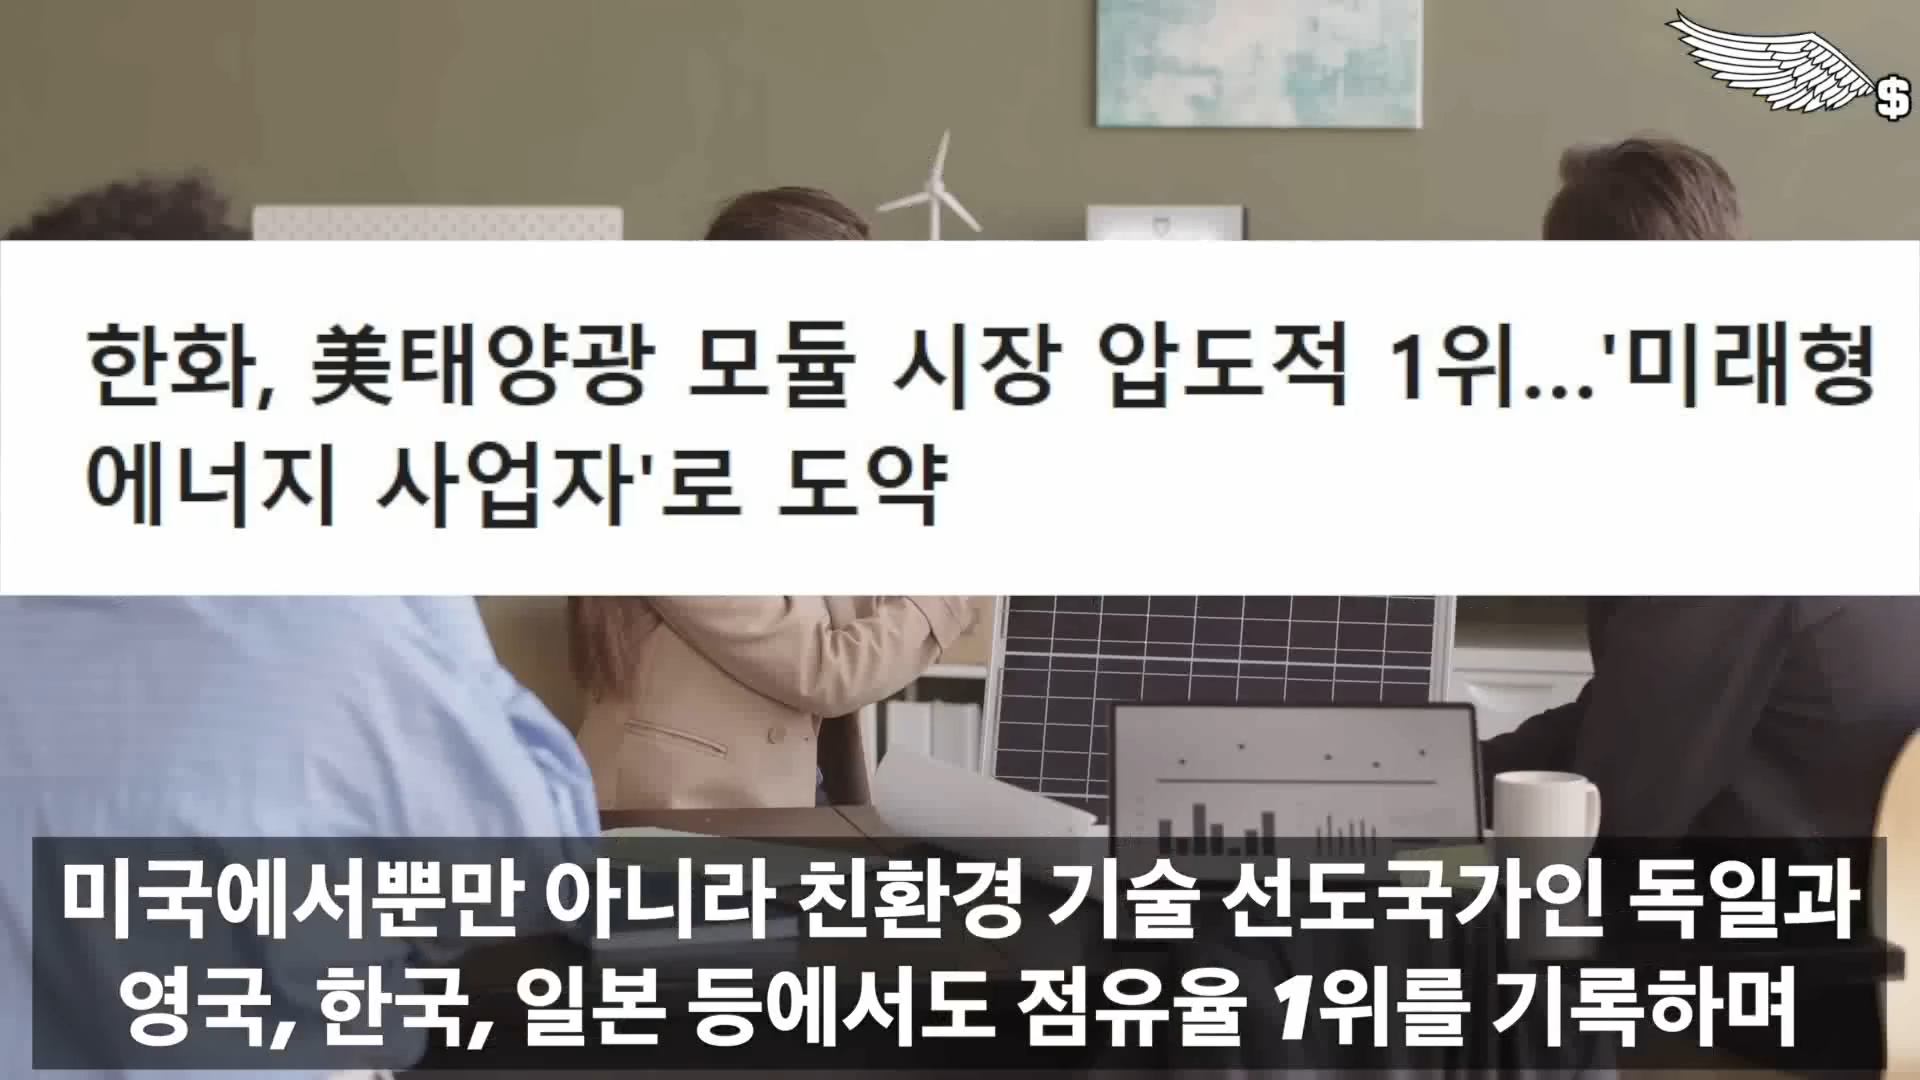 $
한화, 美태양광 모듈 시장 압도적 1위...'미래형
에너지 사업자'로 도약
미국에서뿐만 아니라 친환경 기술 선도국가인 독일과
영국, 한국, 일본 등에서도 점유율 1위를 기록하며